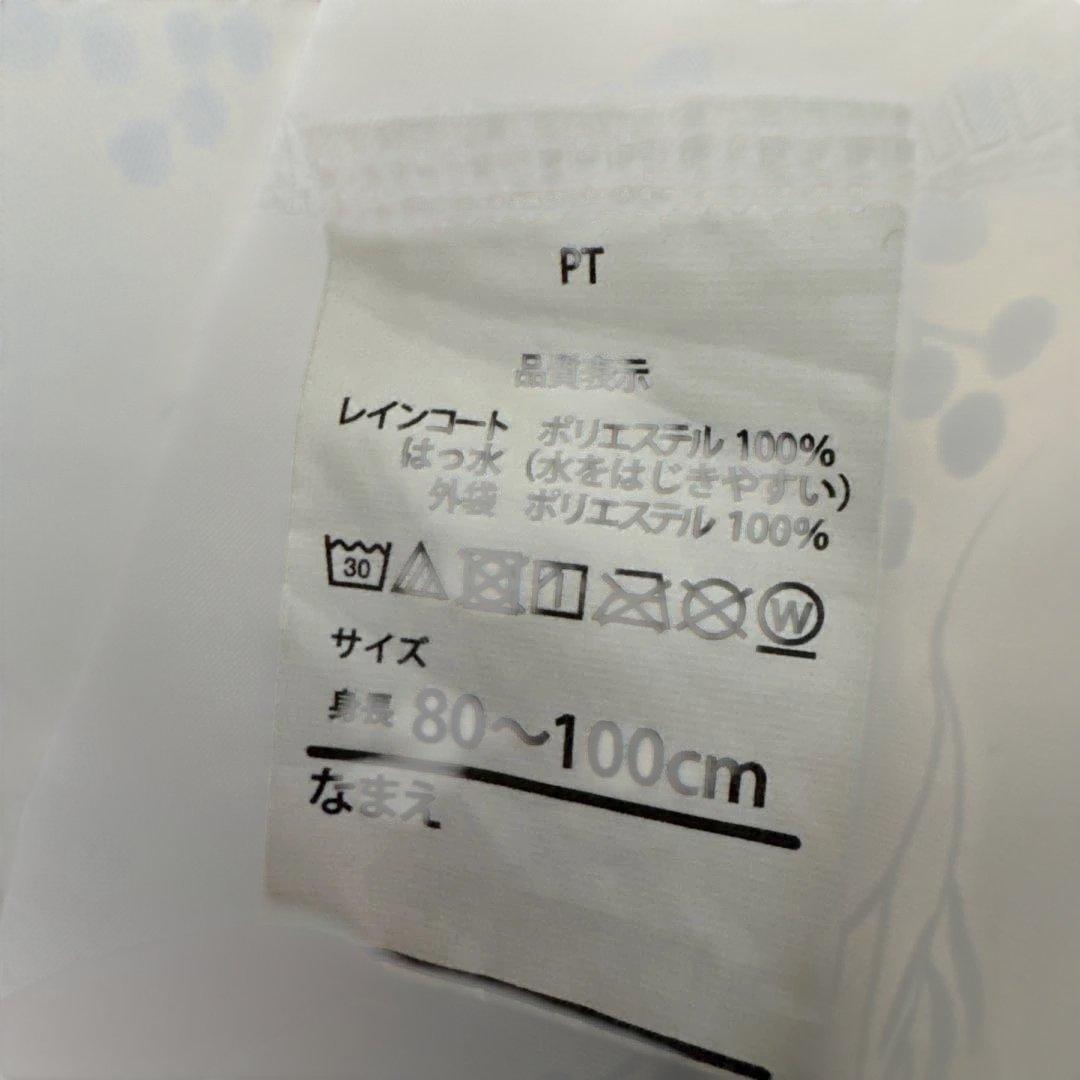 PT
品質表示
レインコート ポリエステル 100%
はっ水 (水をはじきやすい)
外袋 ポリエステル 100%
30 W
サイズ
身長 80〜100cm
なまえ